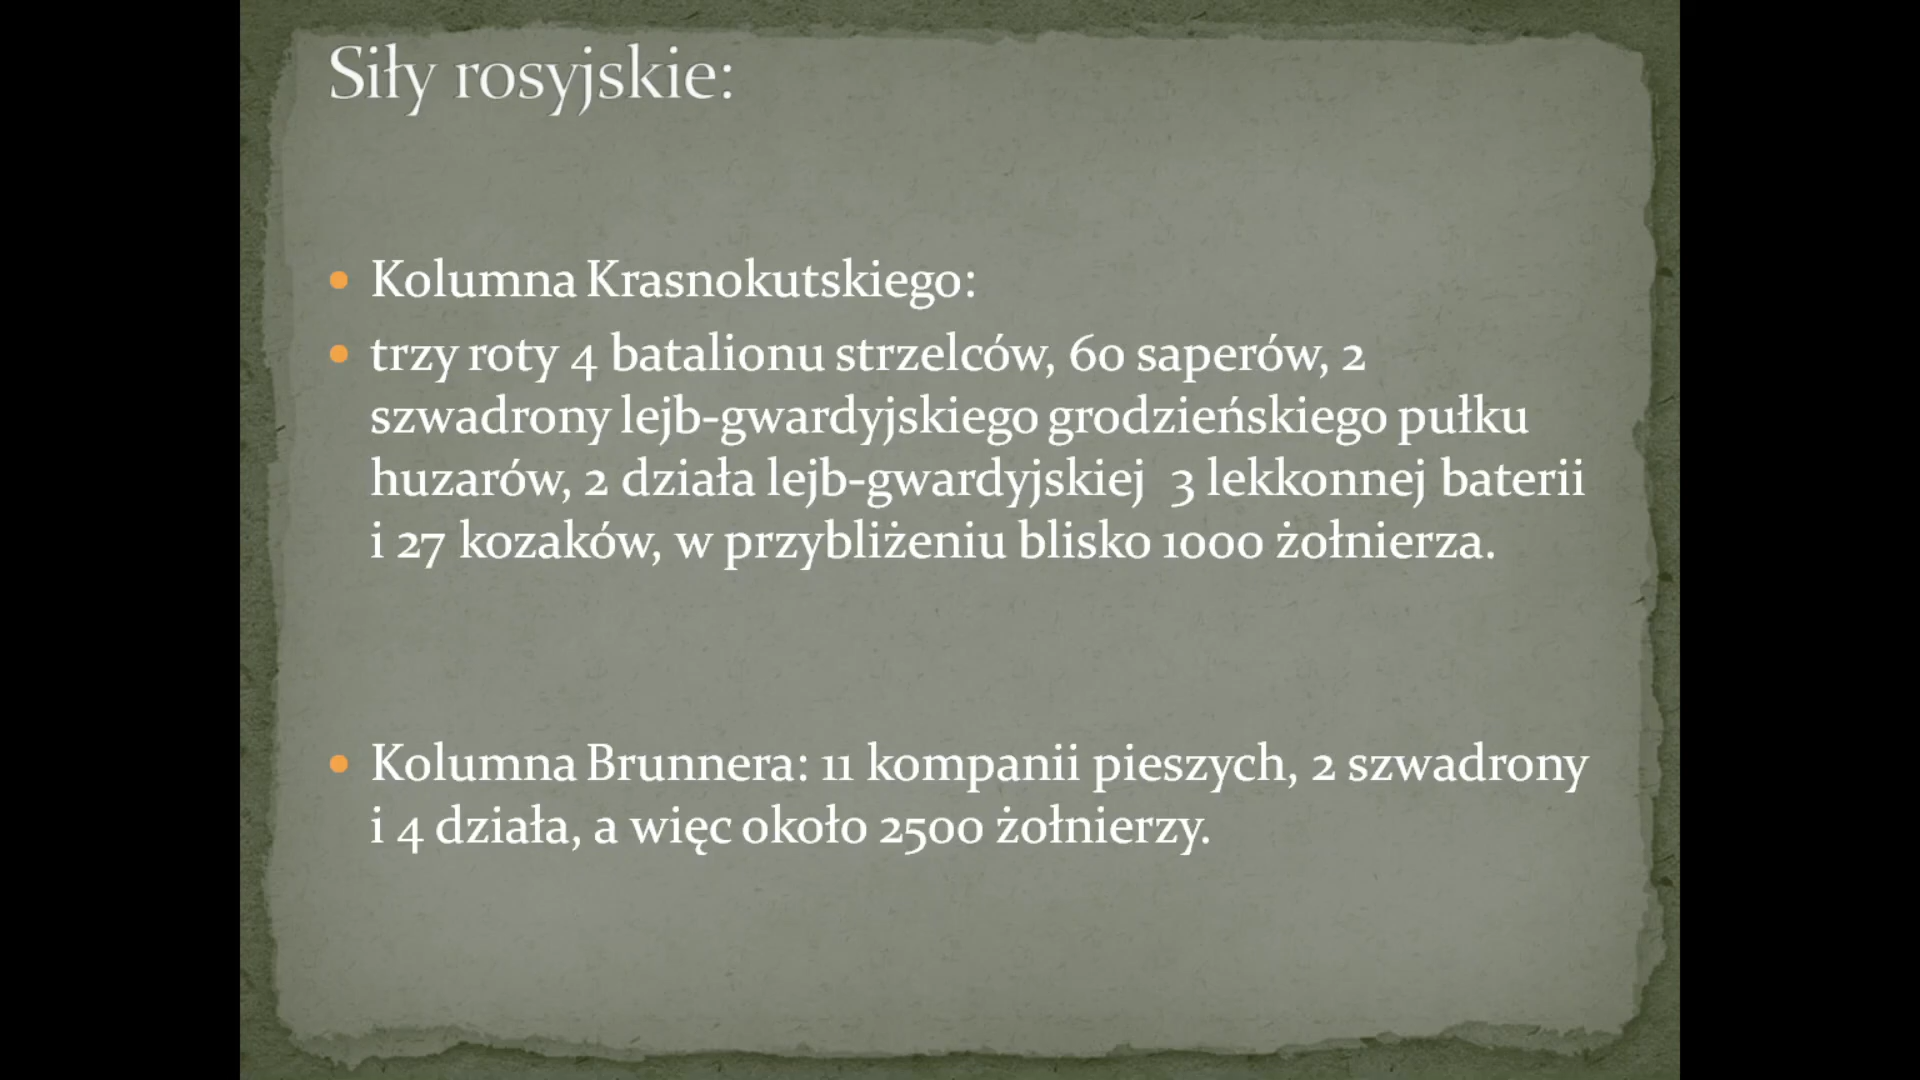 Siły rosyjskie:
Kolumna Krasnokutskiego:
trzy roty 4 batalionu strzelców, 60 saperów, 2
szwadrony lejb-gwardyjskiego grodzieńskiego pułku
huzarów, 2 działa lejb-gwardyjskiej 3 lekkonnej baterii
i 27 kozaków, w przybliżeniu blisko 1000 żołnierza.
Kolumna Brunnera: 11 kompanii pieszych, 2 szwadrony
i 4 działa, a więc około 2500 żołnierzy.